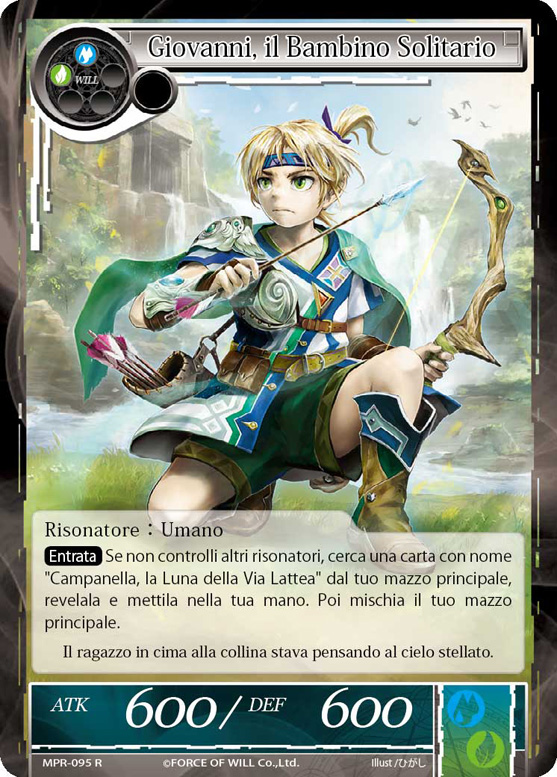 Giovanni, il Bambino Solitario
WILL
Risonatore : Umano
Entrata Se non controlli altri risonatori, cerca una carta con nome
"Campanella, la Luna della Via Lattea" dal tuo mazzo principale,
revelala e mettila nella tua mano. Poi mischia il tuo mazzo
principale.
Il ragazzo in cima alla collina stava pensando al cielo stellato.
ATK 600 / DEF 600
MPR-095 R ©FORCE OF WILL Co.,Ltd. Illust /ひがし